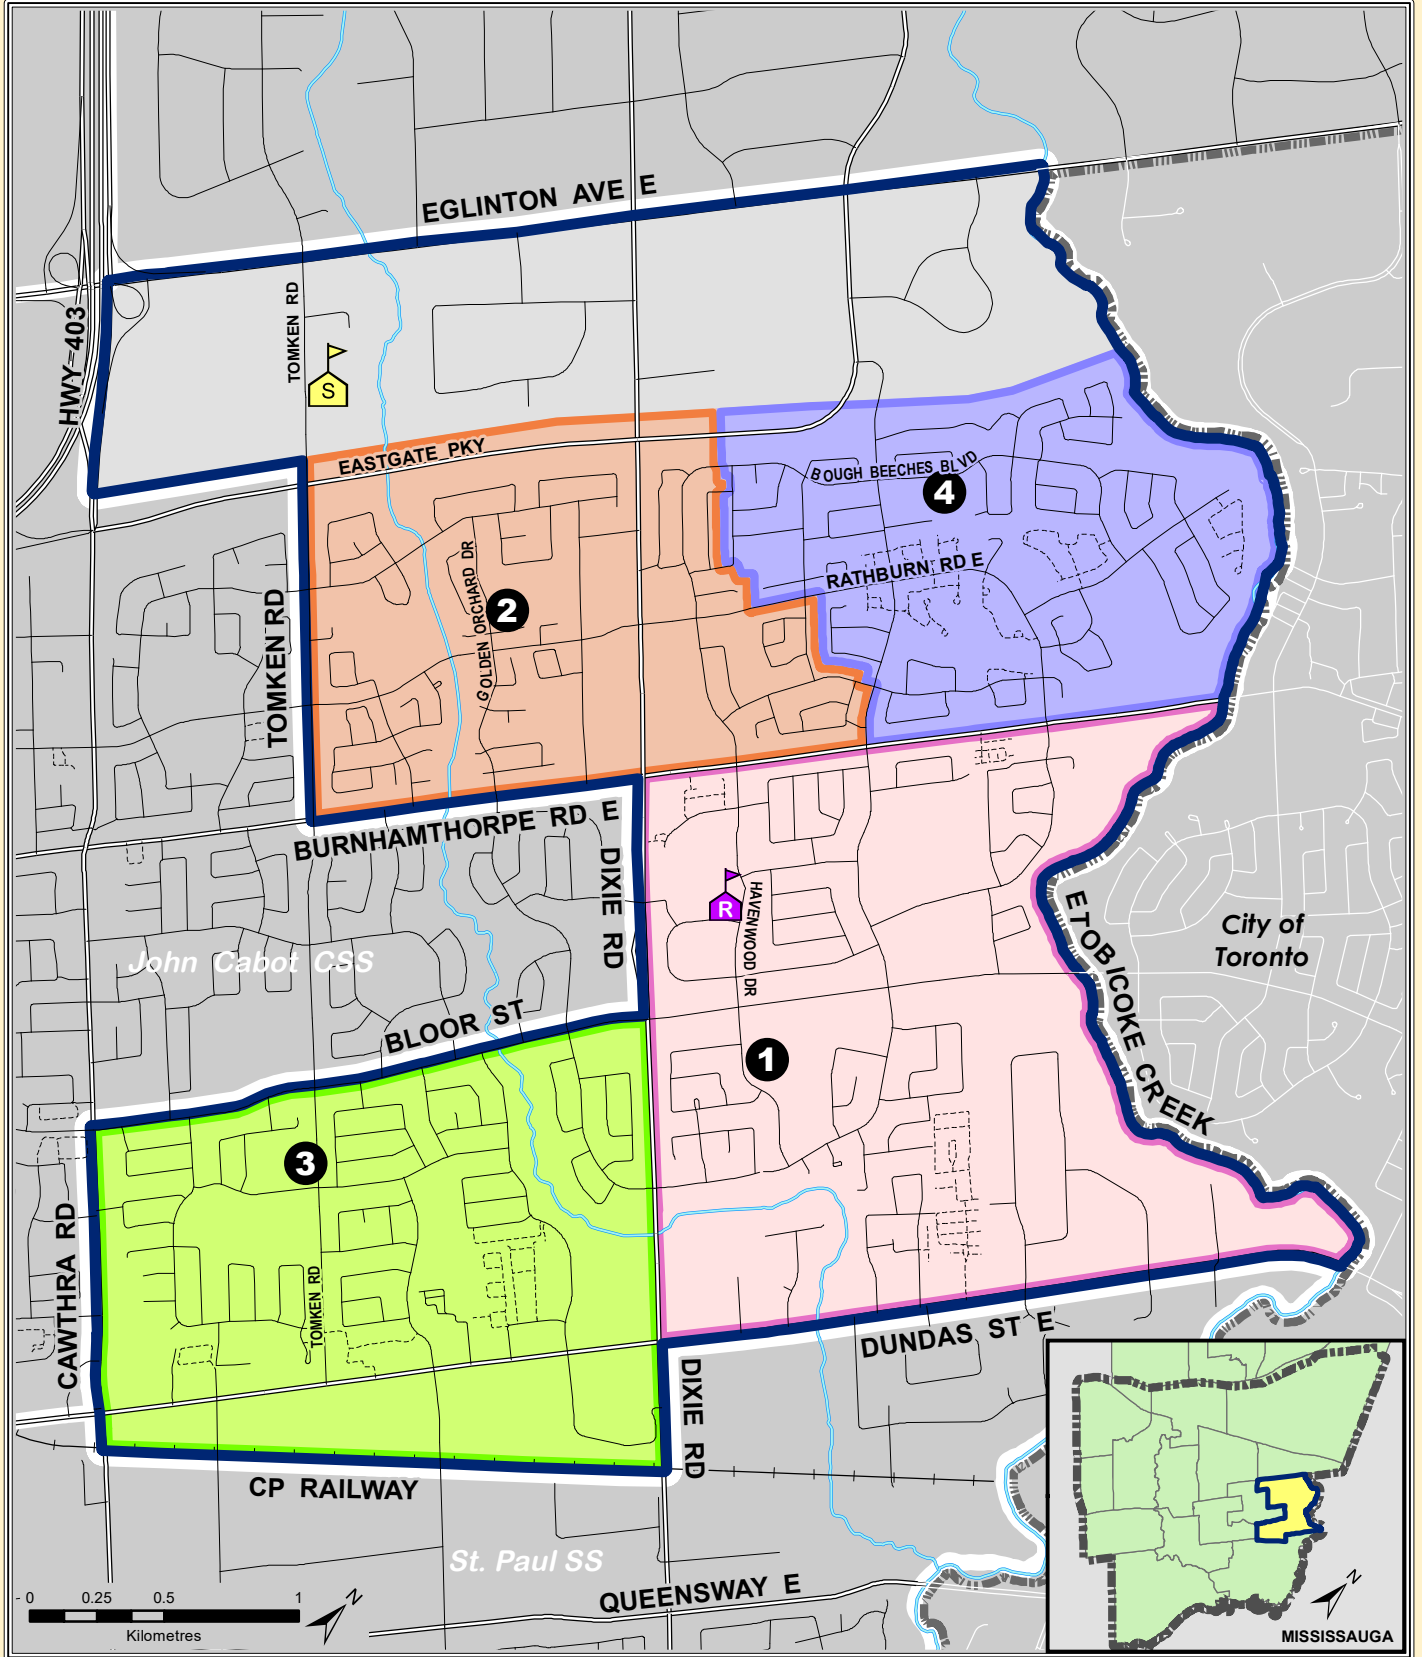 EGLINTON AVE E
HWY 403
TOMKEN RD
S
EASTGATE PKY
BOUGH BEECHES BLVD
4
RATHBURN RD E
GOLDEN ORCHARD DR
2
TOMKEN RD
BURNHAMTHORPE RD E
DIXIE RD
R
HAVENWOOD DR
ETOBICOKE CREEK
City of
Toronto
John Cabot CSS
BLOOR ST
1
3
CAWTHRA RD
TOMKEN RD
DUNDAS ST E
DIXIE RD
CP RAILWAY
St. Paul SS
QUEENSWAY E
0 0.25 0.5 1
Kilometres
N
N
MISSISSAUGA